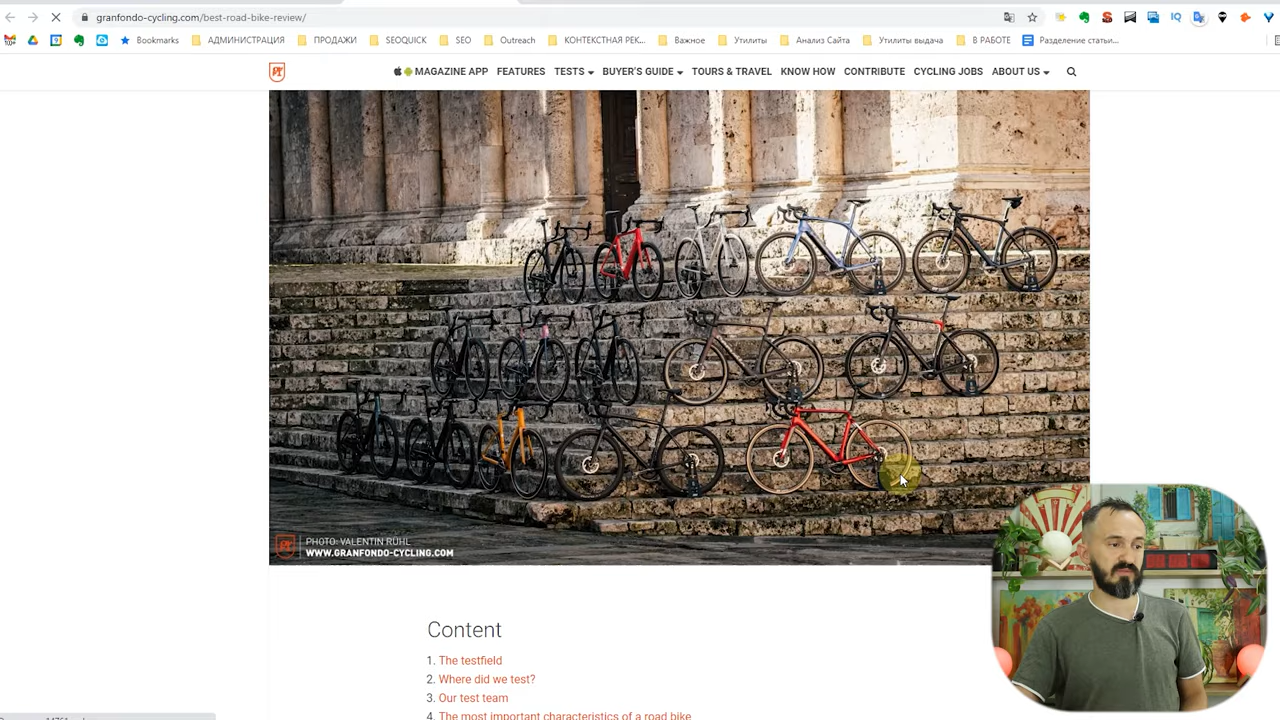 granfondo-cycling.com/best-road-bike-review/
Bookmarks АДМИНИСТРАЦИЯ ПРОДАЖИ SEOQUICK SEO Outreach КОНТЕКСТНАЯ РЕК... Важное Утилиты Анализ Сайта Утилиты выдача В РАБОТЕ Разделение статьи...
MAGAZINE APP FEATURES TESTS BUYER'S GUIDE TOURS & TRAVEL KNOW HOW CONTRIBUTE CYCLING JOBS ABOUT US
PHOTO: VALENTIN RÜHL
WWW.GRANFONDO-CYCLING.COM
Content
1. The testfield
2. Where did we test?
3. Our test team
4. The most important characteristics of a road bike